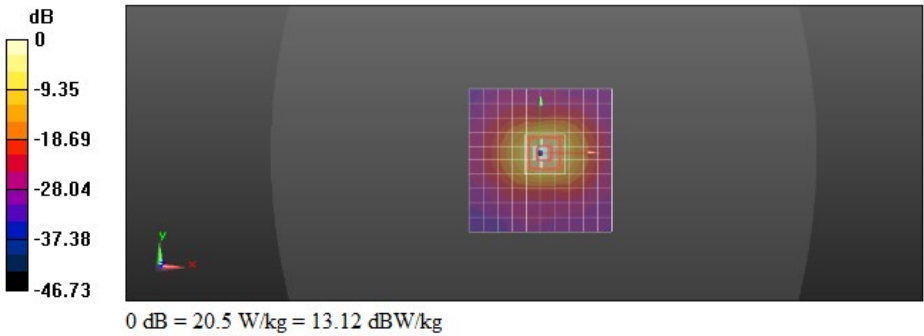 dB
0
-9.35
-18.69
-28.04
-37.38
-46.73
y
x
0 dB = 20.5 W/kg = 13.12 dBW/kg